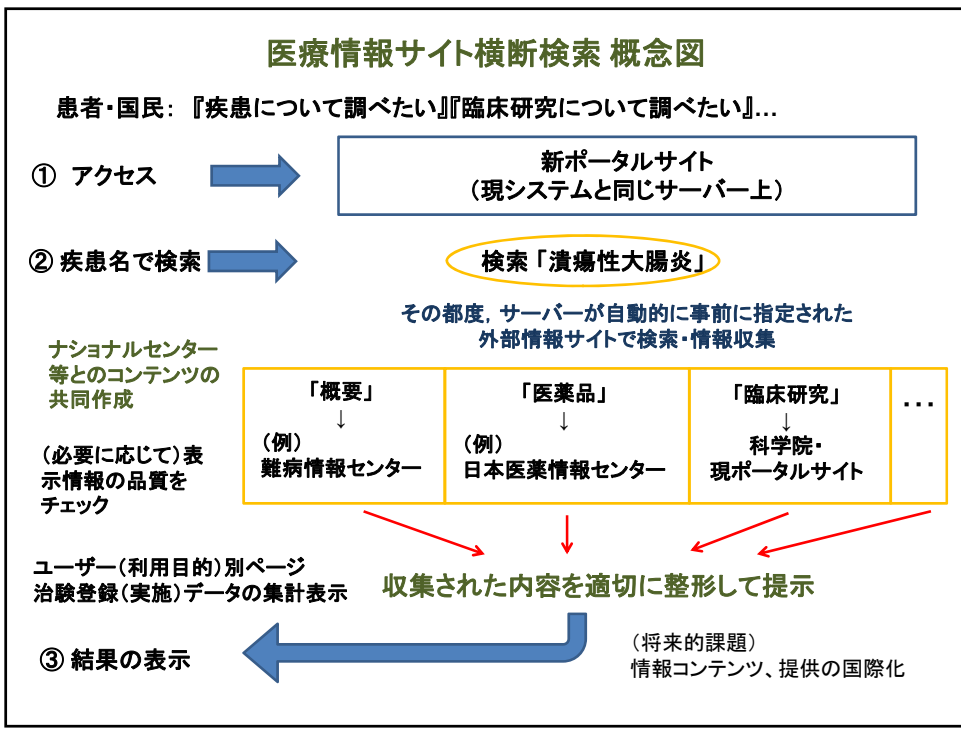 医療情報サイト横断検索 概念図
患者・国民： 『疾患について調べたい』『臨床研究について調べたい』…
① アクセス
新ポータルサイト
（現システムと同じサーバー上）
② 疾患名で検索
検索「潰瘍性大腸炎」
その都度，サーバーが自動的に事前に指定された
外部情報サイトで検索・情報収集
ナショナルセンター
等とのコンテンツの
共同作成
（必要に応じて）表
示情報の品質を
チェック
「概要」
↓
（例）
難病情報センター
「医薬品」
↓
（例）
日本医薬情報センター
「臨床研究」
↓
科学院・
現ポータルサイト
・・・
ユーザー（利用目的）別ページ
治験登録（実施）データの集計表示
収集された内容を適切に整形して提示
③ 結果の表示
（将来的課題）
情報コンテンツ、提供の国際化